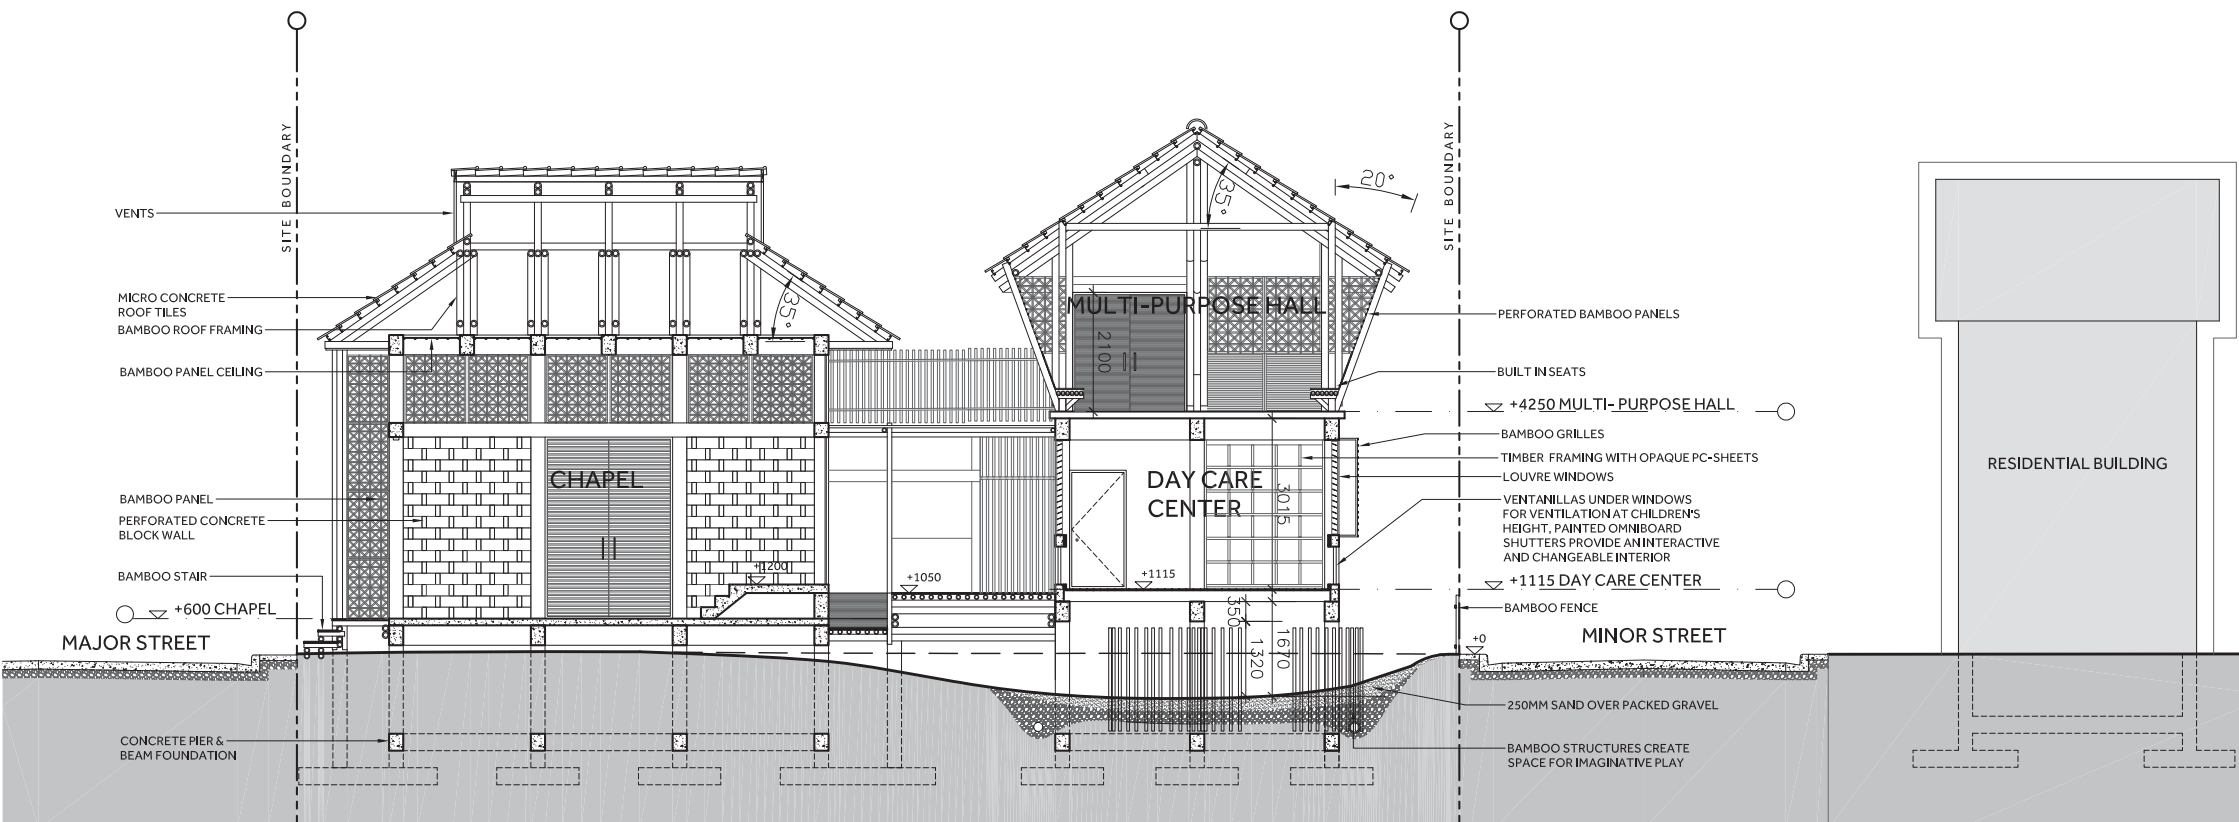 SITE BOUNDARY
VENTS
MICRO CONCRETE
ROOF TILES
BAMBOO ROOF FRAMING
BAMBOO PANEL CEILING
BAMBOO PANEL
PERFORATED CONCRETE
BLOCK WALL
BAMBOO STAIR
+600 CHAPEL
MAJOR STREET
CONCRETE PIER &
BEAM FOUNDATION
35°
CHAPEL
+1200
+1050
35°
20°
MULTI-PURPOSE HALL
2100
DAY CARE
CENTER
3015
+1115
350
1320
1670
SITE BOUNDARY
PERFORATED BAMBOO PANELS
BUILT IN SEATS
+4250 MULTI- PURPOSE HALL
BAMBOO GRILLES
TIMBER FRAMING WITH OPAQUE PC-SHEETS
LOUVRE WINDOWS
VENTANILLAS UNDER WINDOWS
FOR VENTILATION AT CHILDREN'S
HEIGHT, PAINTED OMNIBOARD
SHUTTERS PROVIDE AN INTERACTIVE
AND CHANGEABLE INTERIOR
+1115 DAY CARE CENTER
BAMBOO FENCE
+0
MINOR STREET
250MM SAND OVER PACKED GRAVEL
BAMBOO STRUCTURES CREATE
SPACE FOR IMAGINATIVE PLAY
RESIDENTIAL BUILDING